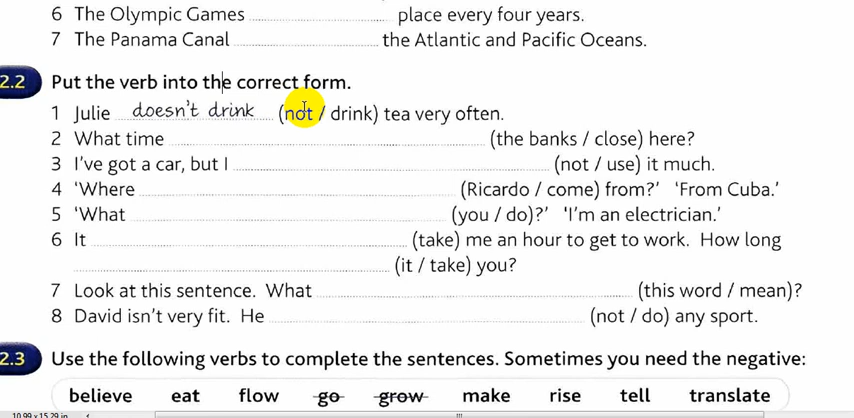 6 The Olympic Games ........................ place every four years.
7 The Panama Canal ........................ the Atlantic and Pacific Oceans.
2.2 Put the verb into the correct form.
1 Julie doesn't drink (not / drink) tea very often.
2 What time ........................ (the banks / close) here?
3 I've got a car, but I ........................ (not / use) it much.
4 'Where ........................ (Ricardo / come) from?' 'From Cuba.'
5 'What ........................ (you / do)?' 'I'm an electrician.'
6 It ........................ (take) me an hour to get to work. How long
........................ (it / take) you?
7 Look at this sentence. What ........................ (this word / mean)?
8 David isn't very fit. He ........................ (not / do) any sport.
2.3 Use the following verbs to complete the sentences. Sometimes you need the negative:
believe eat flow go grow make rise tell translate
10.99 x 15.29 in